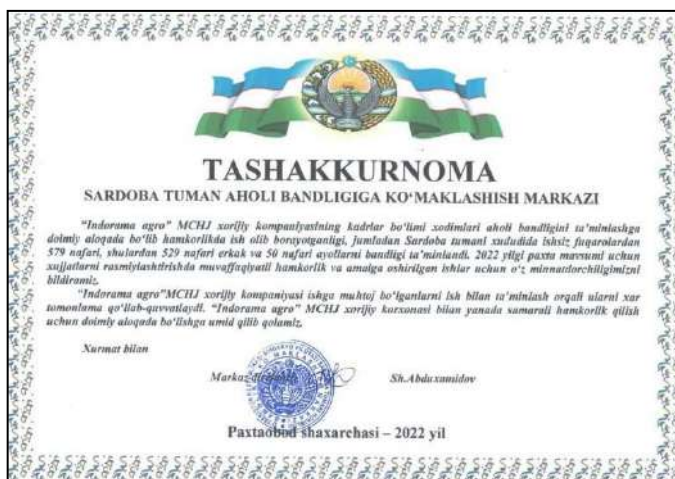 TASHAKKURNOMA
SARDOBA TUMAN AHOLI BANDLIGIGA KO‘MAKLASHISH MARKAZI
"Indorama agro" MCHJ xorijiy kompaniyasining kadrlar bo‘limi xodimlari aholi bandligini ta’minlashga
doimiy aloqada bo‘lib hamkorlikda ish olib borayotganligi, jumladan Sardoba tumani xududida ishsiz fuqarolardan
579 nafari, shulardan 529 nafari erkak va 50 nafari ayollarni bandligi ta’minlandi. 2022 yilgi paxta mavsumi uchun
xujjatlarni rasmiylashtirishda muvaffaqiyatli hamkorlik va amalga oshirilgan ishlar uchun o‘z minnatdorchiligimizni
bildiramiz.
"Indorama agro"MCHJ xorijiy kompaniyasi ishga muhtoj bo‘lganlarni ish bilan ta’minlash orqali ularni xar
tomonlama qo‘llab-quvvatlaydi. "Indorama agro" MCHJ xorijiy korxonasi bilan yanada samarali hamkorlik qilish
uchun doimiy aloqada bo‘lishga umid qilib qolamiz.
Xurmat bilan
Markaz Sh.Abduxamidov
Paxtaobod shaxarchasi – 2022 yil